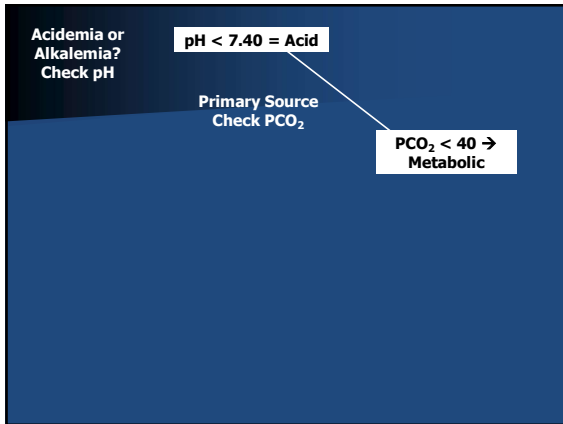 Acidemia or
Alkalemia?
Check pH
pH < 7.40 = Acid
Primary Source
Check PCO₂
PCO₂ < 40 →
Metabolic